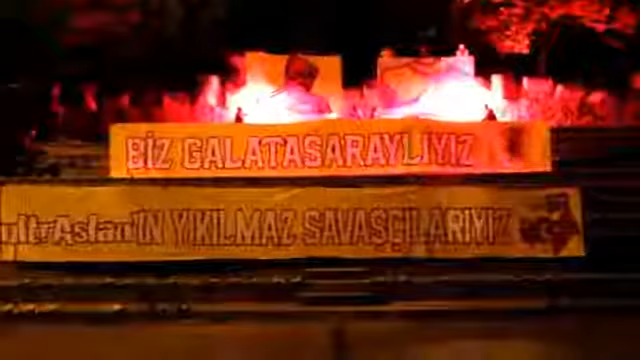 BİZ GALATASARAYLIYIZ
ultrAslan'IN YIKILMAZ SAVAŞÇILARIYIZ